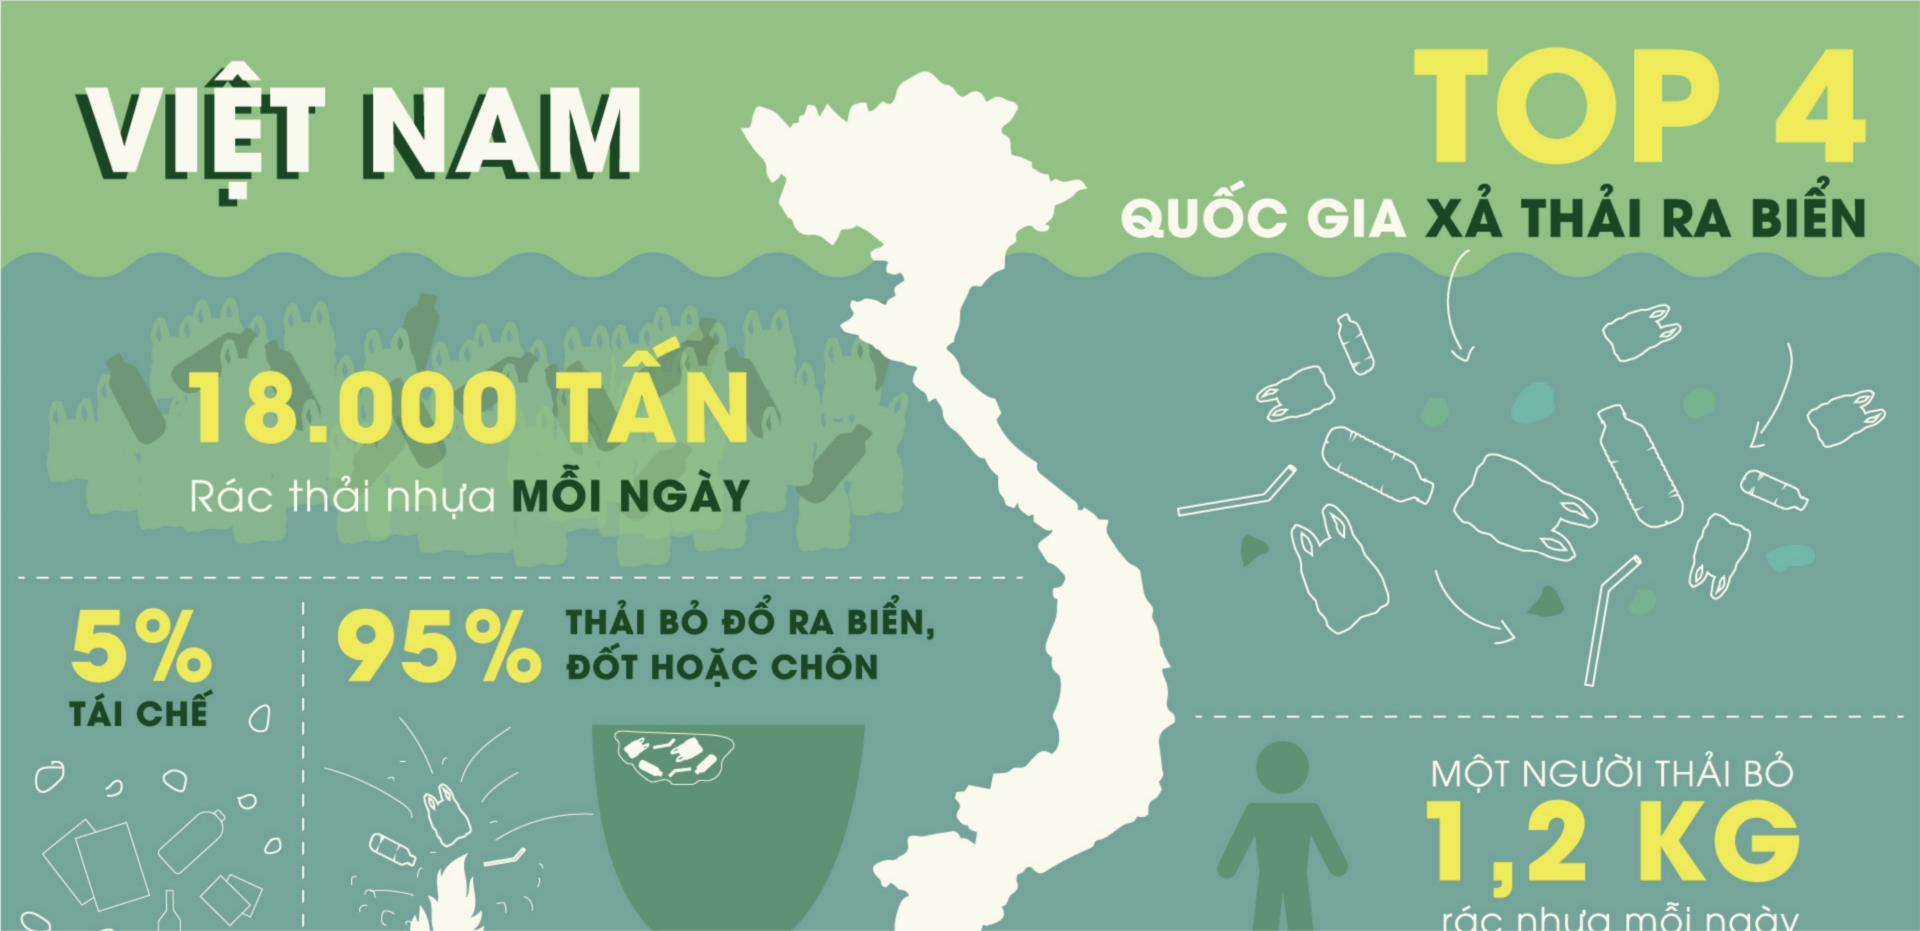 VIỆT NAM
TOP 4
QUỐC GIA XẢ THẢI RA BIỂN
18.000 TẤN
Rác thải nhựa MỖI NGÀY
5%
TÁI CHẾ
95%
THẢI BỎ ĐỔ RA BIỂN,
ĐỐT HOẶC CHÔN
MỘT NGƯỜI THẢI BỎ
1,2 KG
rác nhựa mỗi ngày